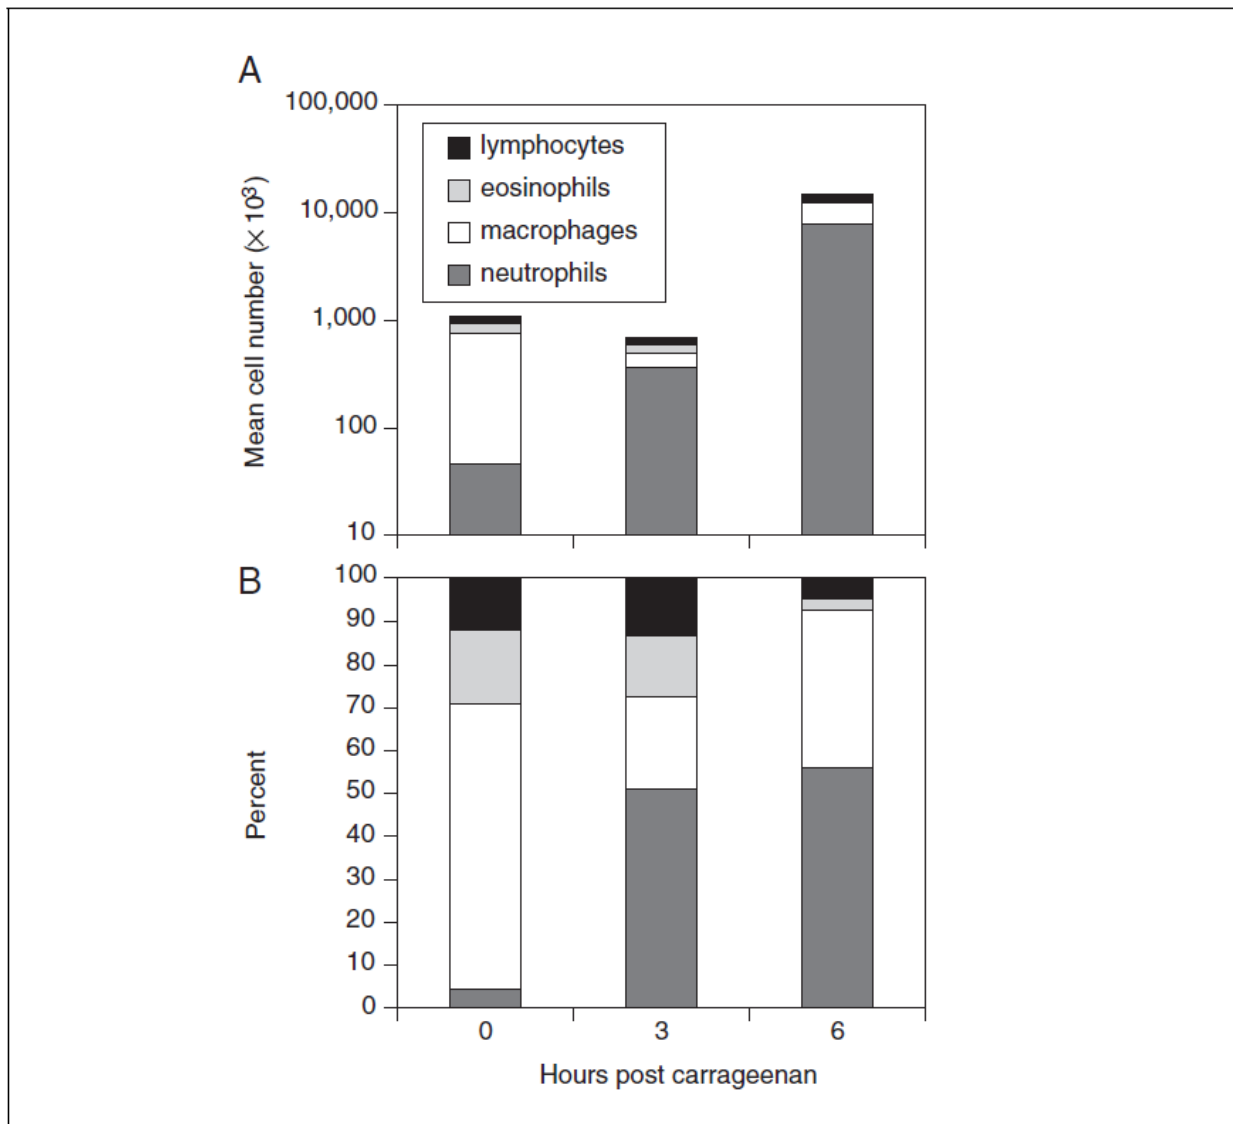 A
100,000
10,000
1,000
100
10
Mean cell number (× 10³)
lymphocytes
eosinophils
macrophages
neutrophils
B
100
90
80
70
60
50
40
30
20
10
0
Percent
0 3 6
Hours post carrageenan